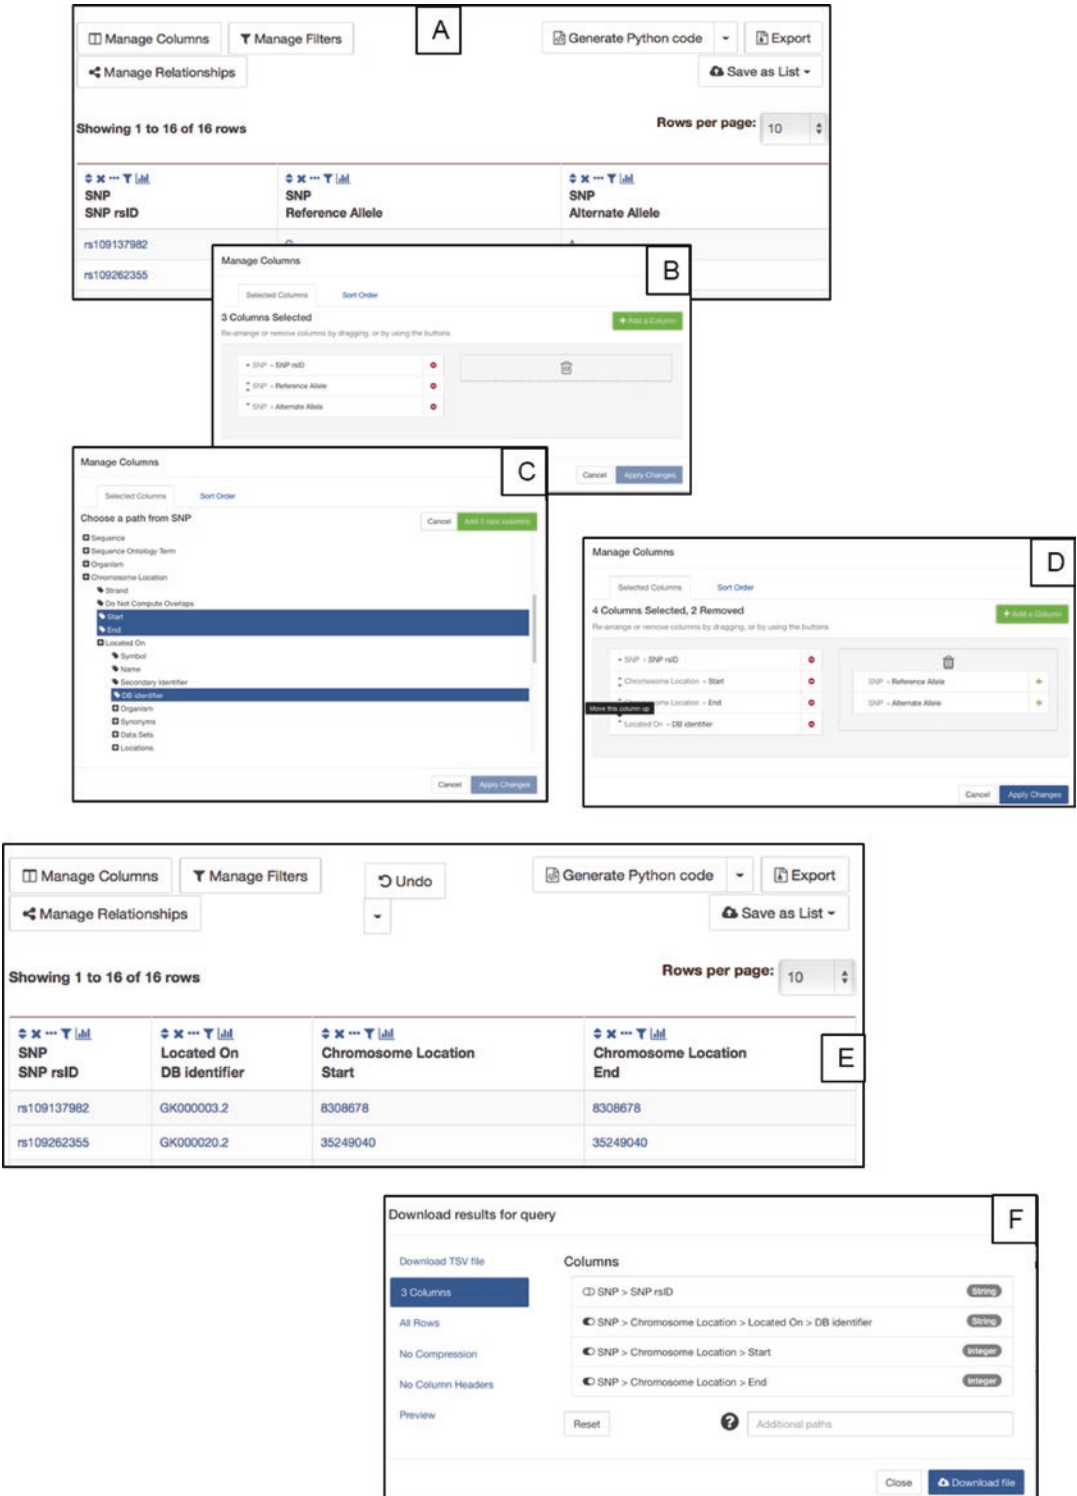 A
Manage Columns
Manage Filters
Generate Python code
Export
Manage Relationships
Save as List
Showing 1 to 16 of 16 rows
Rows per page: 10
SNP
SNP rsID
SNP
Reference Allele
SNP
Alternate Allele
rs109137982
rs109262355
B
Manage Columns
Selected Columns
Sort Order
3 Columns Selected
+ Add a Column
Re-arrange or remove columns by dragging, or by using the buttons
SNP > SNP rsID
SNP > Reference Allele
SNP > Alternate Allele
Cancel
Apply Changes
C
Manage Columns
Selected Columns
Sort Order
Choose a path from SNP
Cancel
Add 3 new columns
Sequence
Sequence Ontology Term
Organism
Chromosome Location
Strand
Do Not Compute Overlaps
Start
End
Located On
Symbol
Name
Secondary Identifier
DB identifier
Organism
Synonyms
Data Sets
Locations
Cancel
Apply Changes
D
Manage Columns
Selected Columns
Sort Order
4 Columns Selected, 2 Removed
+ Add a Column
Re-arrange or remove columns by dragging, or by using the buttons
SNP > SNP rsID
Chromosome Location > Start
Chromosome Location > End
Move this column up
Located On > DB identifier
SNP > Reference Allele
SNP > Alternate Allele
Cancel
Apply Changes
Manage Columns
Manage Filters
Undo
Generate Python code
Export
Manage Relationships
Save as List
Showing 1 to 16 of 16 rows
Rows per page: 10
E
SNP
SNP rsID
Located On
DB identifier
Chromosome Location
Start
Chromosome Location
End
rs109137982
GK000003.2
8308678
8308678
rs109262355
GK000020.2
35249040
35249040
F
Download results for query
Download TSV file
3 Columns
All Rows
No Compression
No Column Headers
Preview
Columns
SNP > SNP rsID
String
SNP > Chromosome Location > Located On > DB identifier
String
SNP > Chromosome Location > Start
Integer
SNP > Chromosome Location > End
Integer
Reset
? Additional paths
Close
Download file